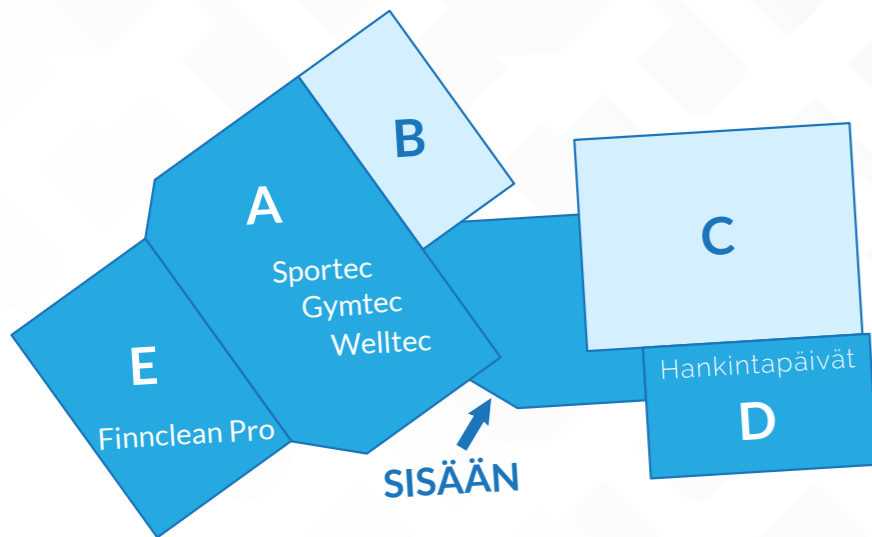 B
A
Sportec
Gymtec
Welltec
E
Finnclean Pro
C
Hankintapäivät
D
SISÄÄN